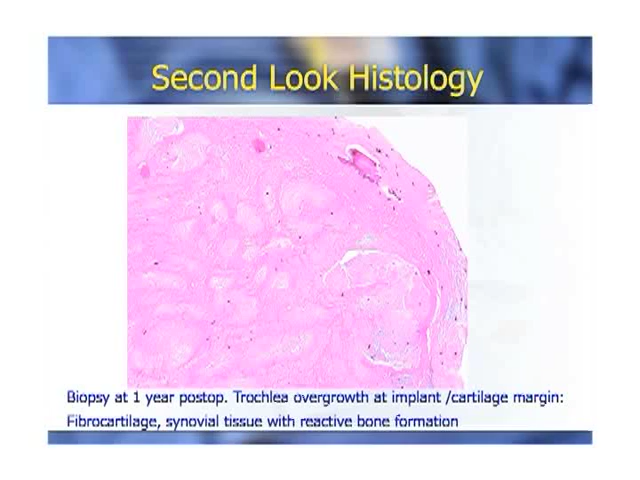 Second Look Histology
Biopsy at 1 year postop. Trochlea overgrowth at implant /cartilage margin:
Fibrocartilage, synovial tissue with reactive bone formation